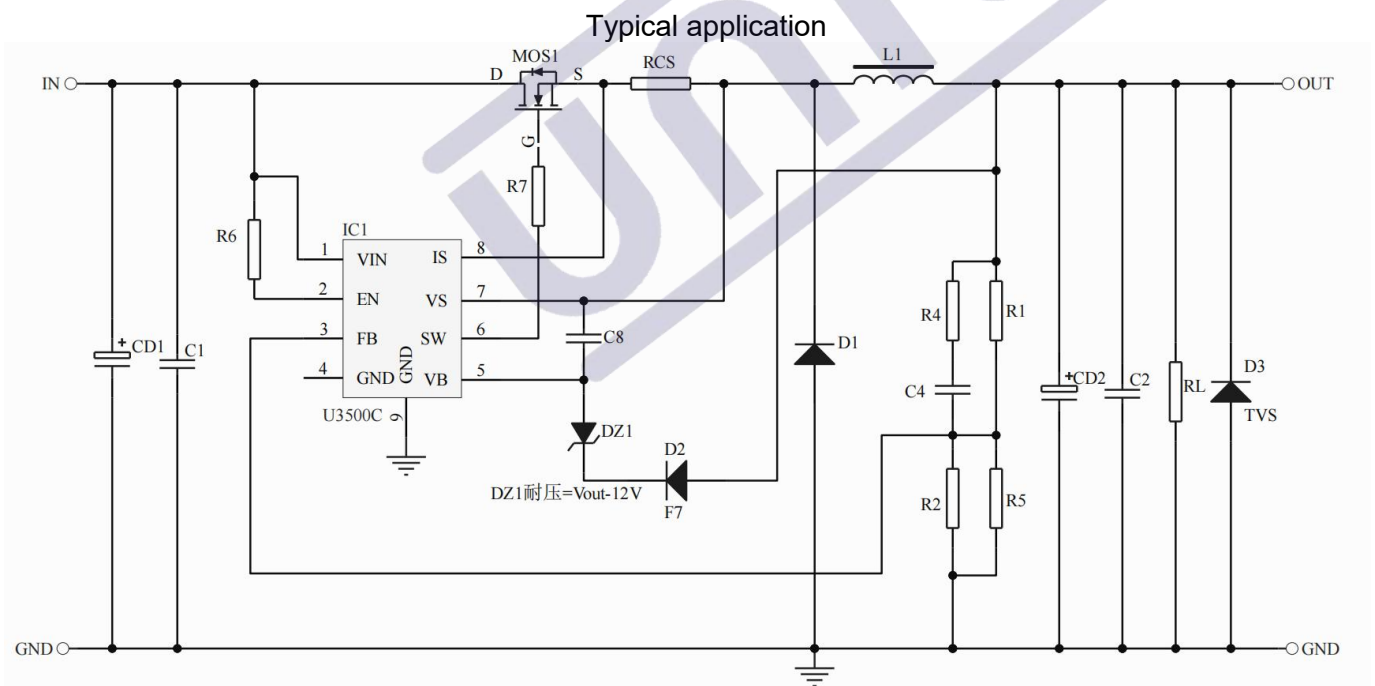 Typical application
IN
D
MOS1
S
RCS
L1
OUT
G
R7
R6
IC1
1
VIN
IS
8
2
EN
VS
7
3
FB
SW
6
4
GND
GND
VB
5
U3500C
9
CD1
C1
C8
DZ1
DZ1耐压=Vout-12V
D2
F7
D1
R4
R1
C4
R2
R5
CD2
C2
RL
D3
TVS
GND
GND